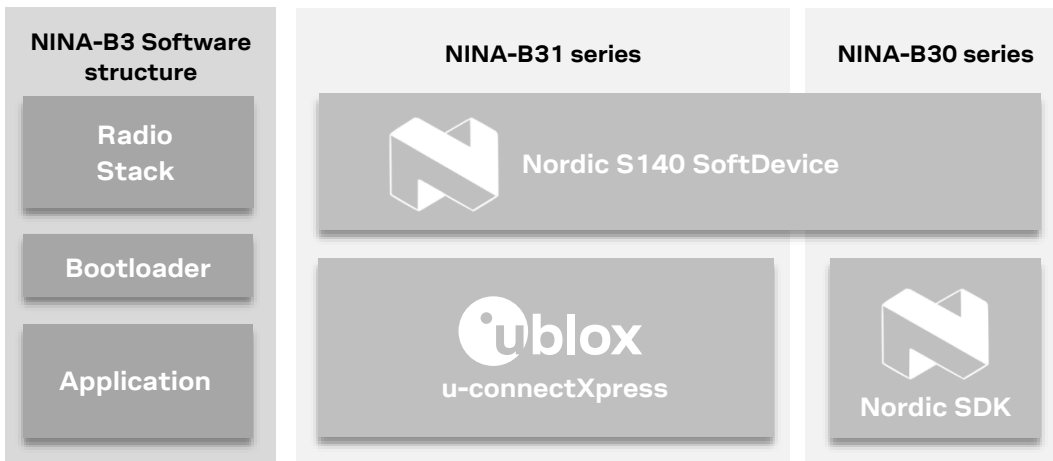 NINA-B3 Software
structure
Radio
Stack
Bootloader
Application
NINA-B31 series
NINA-B30 series
Nordic S140 SoftDevice
ublox
u-connectXpress
Nordic SDK